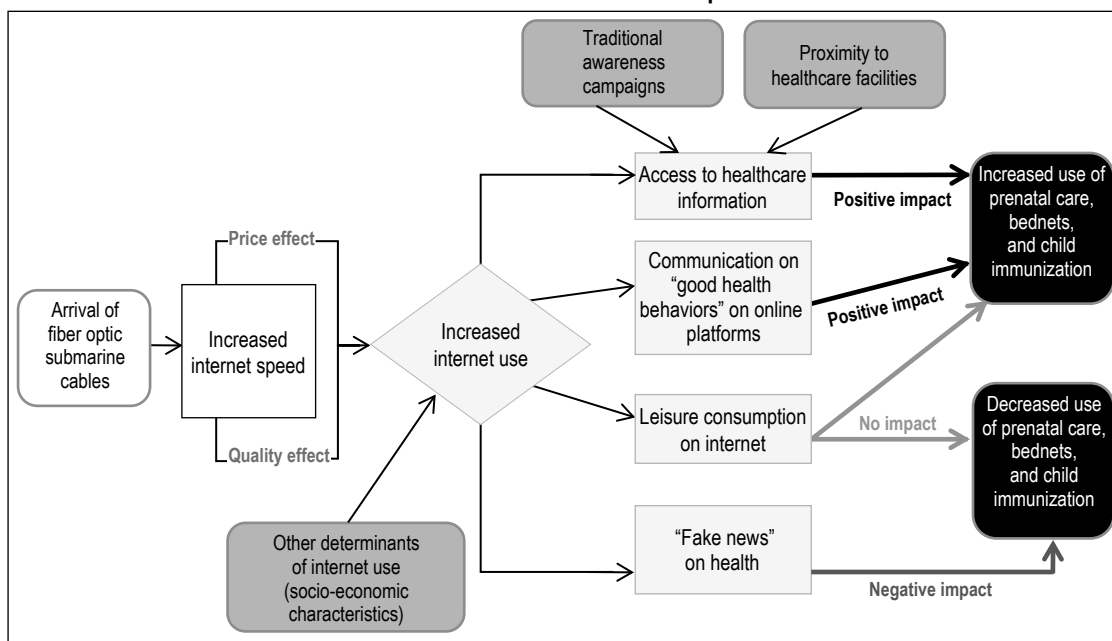 Traditional
awareness
campaigns
Proximity to
healthcare facilities
Access to healthcare
information
Positive impact
Increased use of
prenatal care,
bednets,
and child
immunization
Price effect
Communication on
“good health
behaviors” on online
platforms
Positive impact
Arrival of
fiber optic
submarine
cables
Increased
internet speed
Increased
internet use
Leisure consumption
on internet
No impact
Decreased use
of prenatal care,
bednets,
and child
immunization
Quality effect
Other determinants
of internet use
(socio-economic
characteristics)
“Fake news”
on health
Negative impact